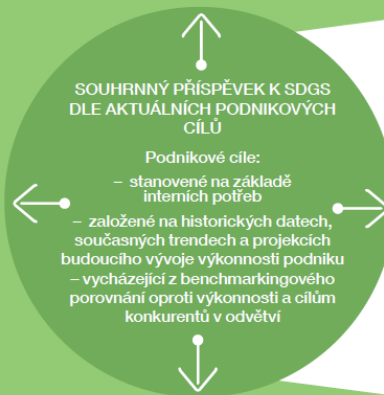 SOUHRNNÝ PŘÍSPĚVEK K SDGS
DLE AKTUÁLNÍCH PODNIKOVÝCH
CÍLŮ
Podnikové cíle:
– stanovené na základě
interních potřeb
– založené na historických datech,
současných trendech a projekcích
budoucího vývoje výkonnosti podniku
– vycházející z benchmarkingového
porovnání oproti výkonnosti a cílům
konkurentů v odvětví